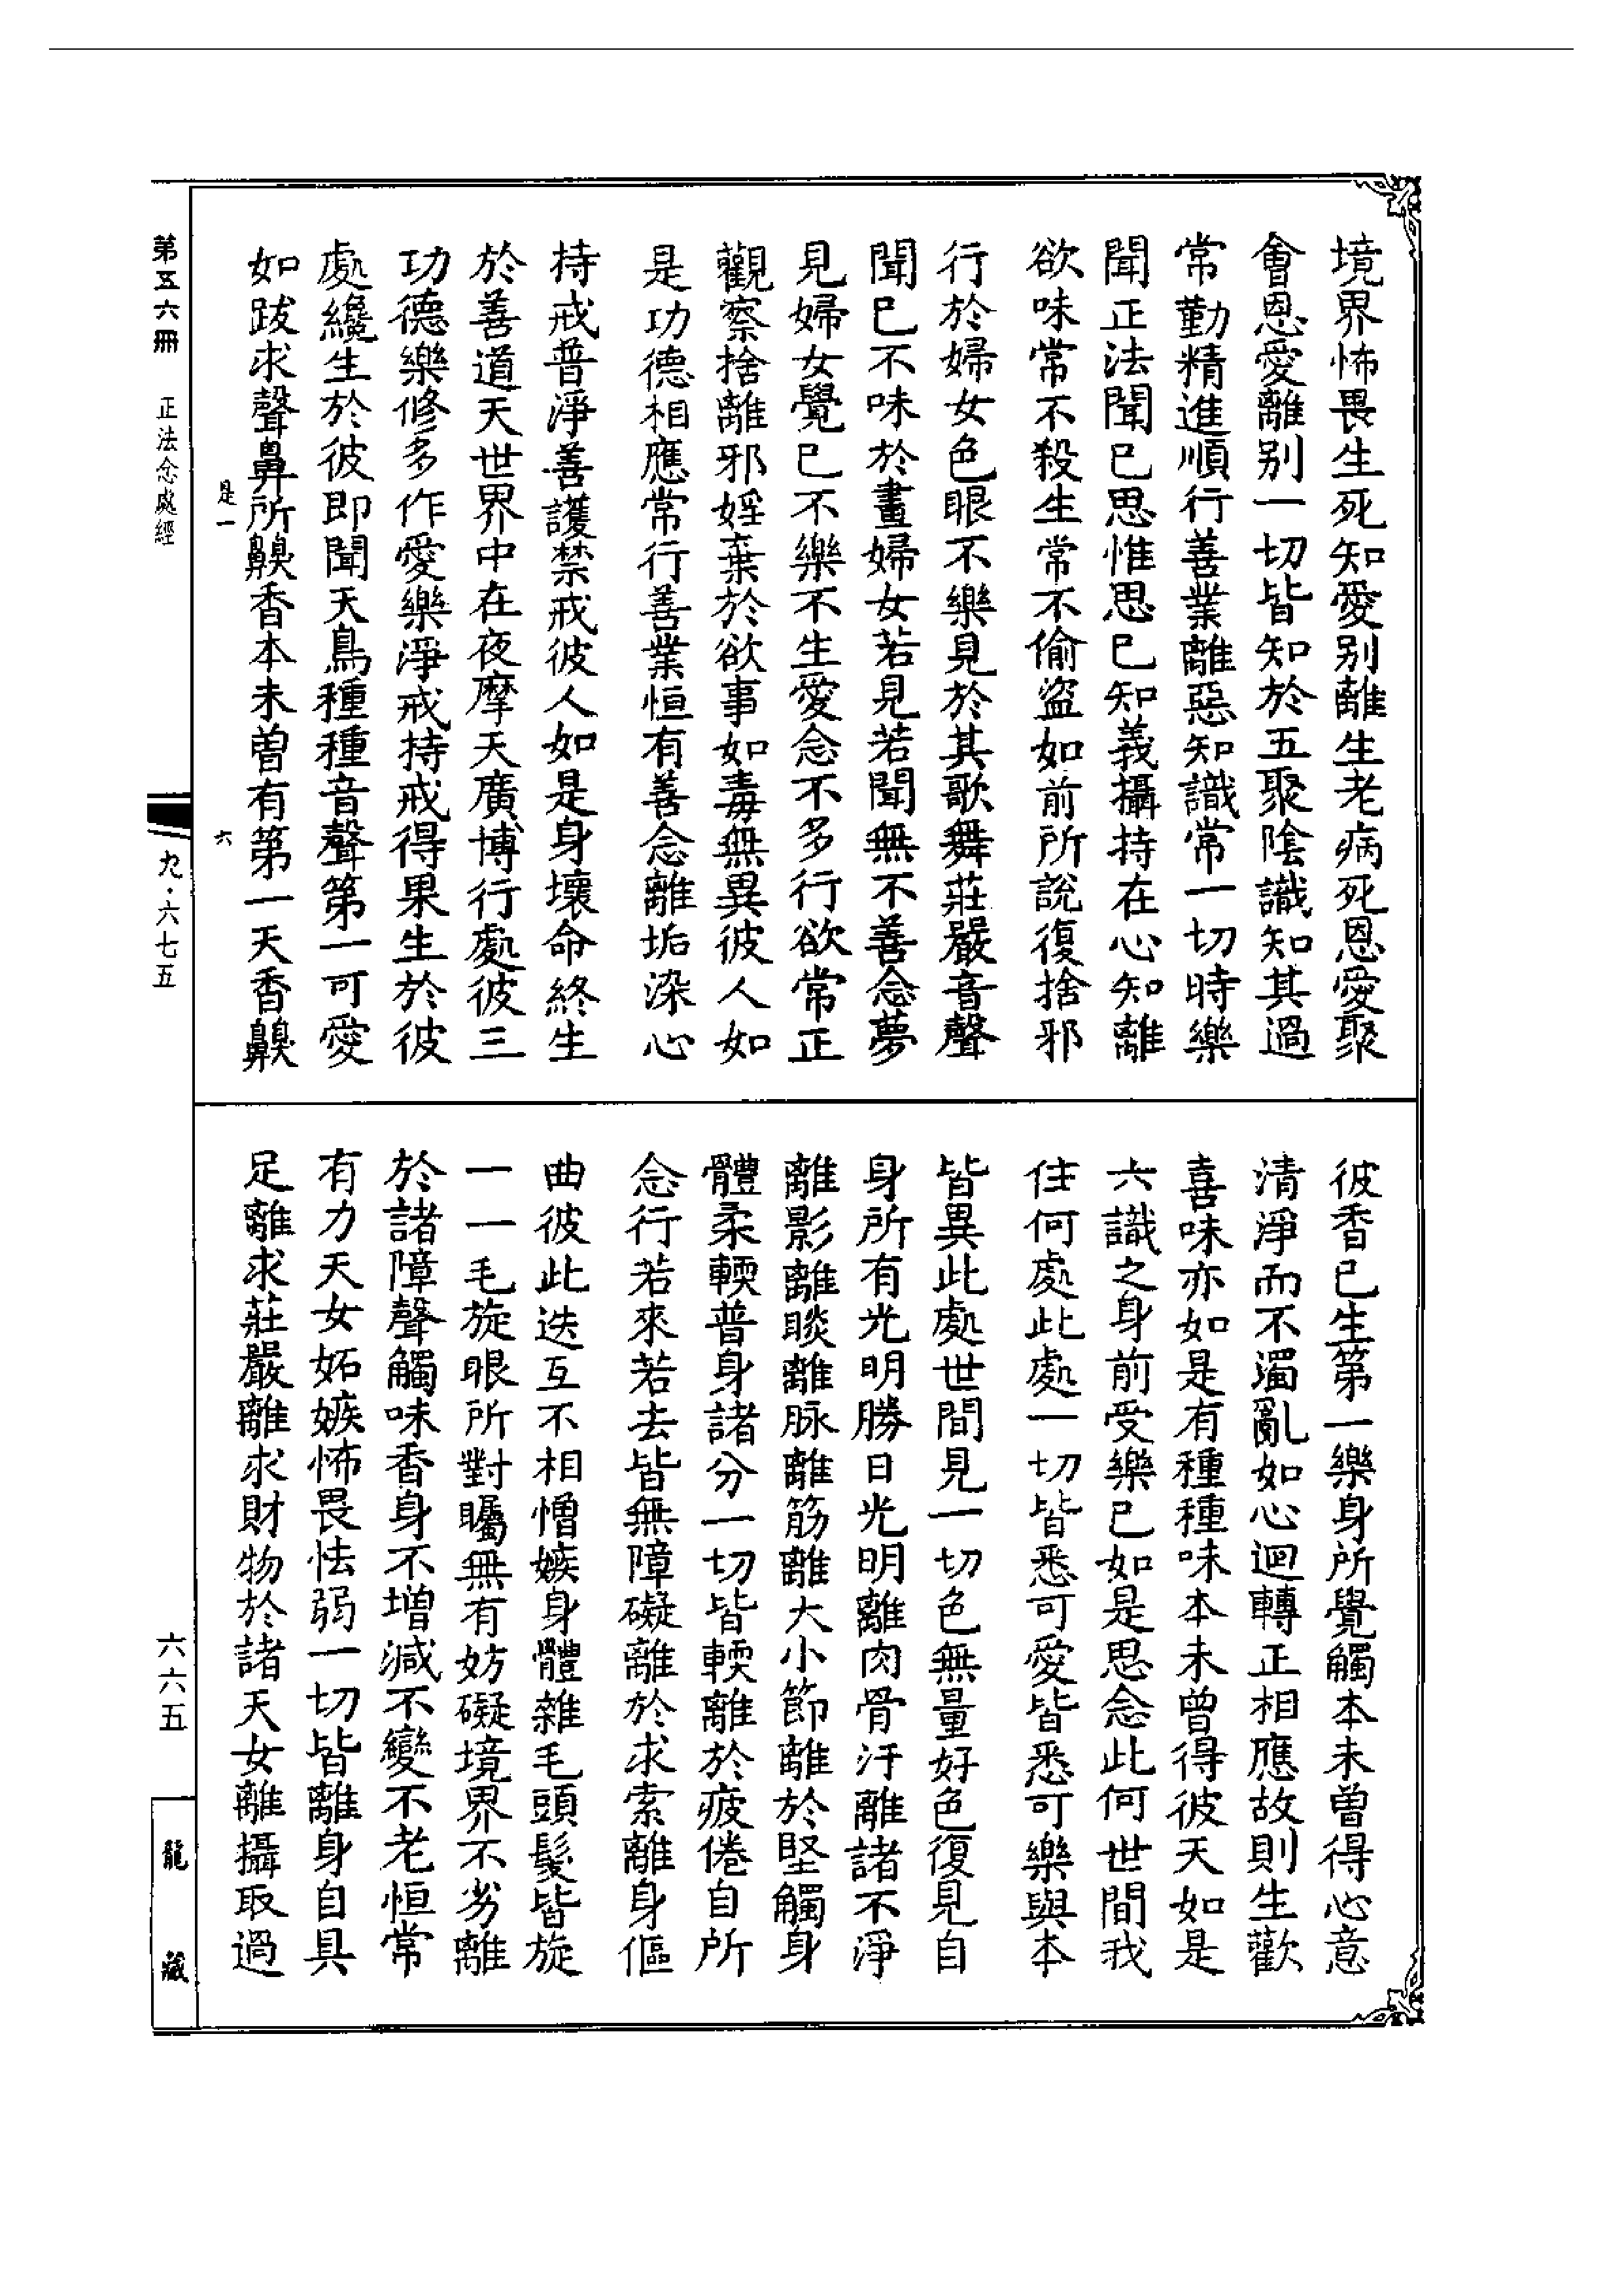 境界怖畏生死知愛别離生老病死恩愛聚
會恩愛離别一切皆知於五聚陰識知其過
常勤精進順行善業離惡知識常一切時樂
聞正法聞已思惟思已知義攝持在心知離
欲味常不殺生常不偷盜如前所說復捨邪
行於婦女色眼不樂見於其歌舞莊嚴音聲
聞已不味於畫婦女若見若聞無不善念夢
見婦女覺已不樂不生愛念不多行欲常正
觀察捨離邪婬棄於欲事如毒無異彼人如
是功德相應常行善業恒有善念離垢染心
持戒普淨善護禁戒彼人如是身壞命終生
於善道天世界中在夜摩天廣博行處彼三
功德樂修多作愛樂淨戒持戒得果生於彼
處纔生於彼即聞天鳥種種音聲第一可愛
如跋求聲鼻所齅香本未曾有第一天香齅
彼香已生第一樂身所覺觸本未曾得心意
清淨而不濁亂如心迴轉正相應故則生歡
喜味亦如是有種種味本未曾得彼天如是
六識之身前受樂已如是思念此何世間我
住何處此處一切皆悉可愛皆悉可樂與本
皆異此處世間見一切色無量好色復見自
身所有光明勝日光明離肉骨汙離諸不淨
離影離睒離脉離筋離大小節離於堅觸身
體柔輭普身諸分一切皆輭離於疲倦自所
念行若來若去皆無障礙離於求索離身傴
曲彼此迭互不相憎嫉身體雜毛頭髮皆旋
一一毛旋眼所對矚無有妨礙境界不劣離
於諸障聲觸味香身不増減不變不老恒常
有力天女妬嫉怖畏怯弱一切皆離身自具
足離求莊嚴離求財物於諸天女離攝取過
是一
六
第五六冊
正法念處經
九·六七五
六六五
龍藏